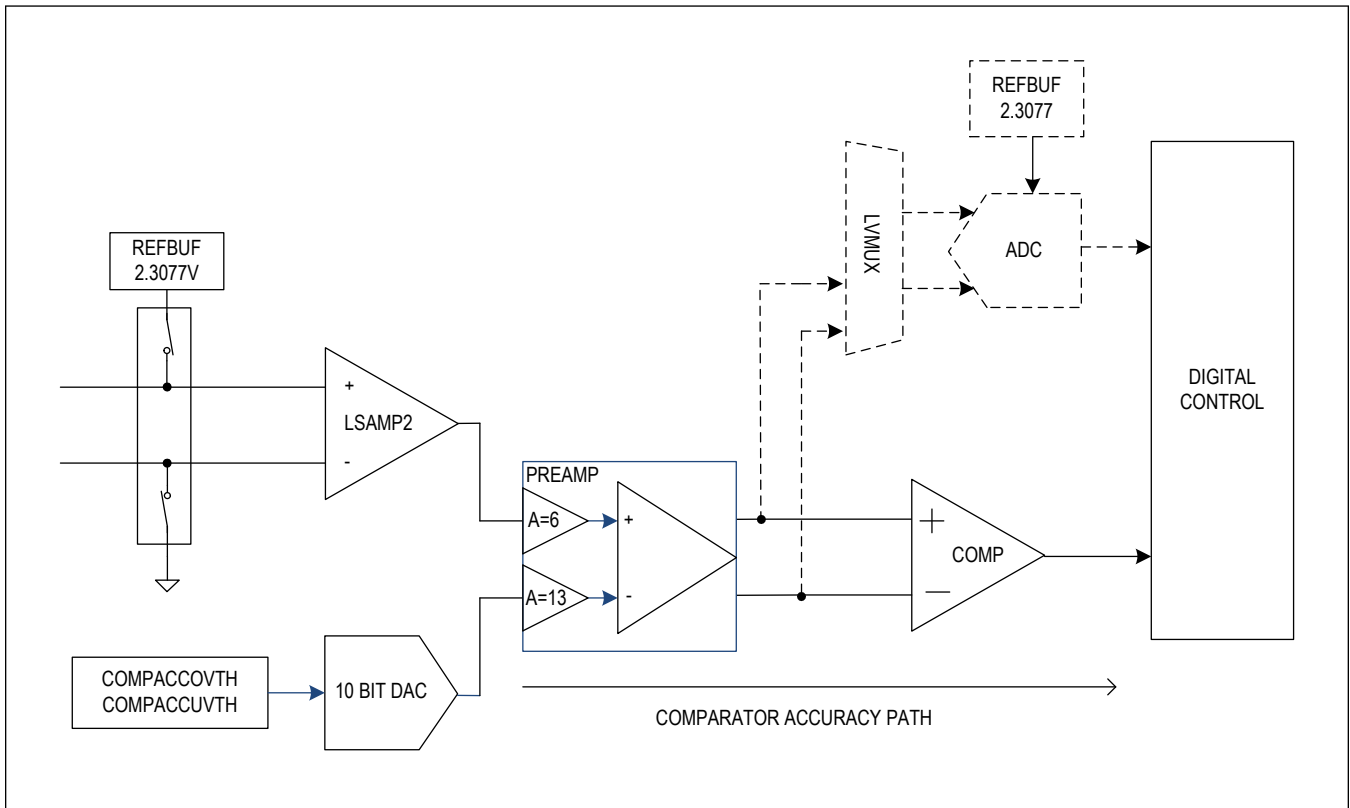 REFBUF
2.3077
REFBUF
2.3077V
LVMUX
ADC
+
LSAMP2
-
DIGITAL
CONTROL
PREAMP
A=6
+
A=13
-
+
COMP
—
COMPACCOVTH
COMPACCUVTH
10 BIT DAC
COMPARATOR ACCURACY PATH